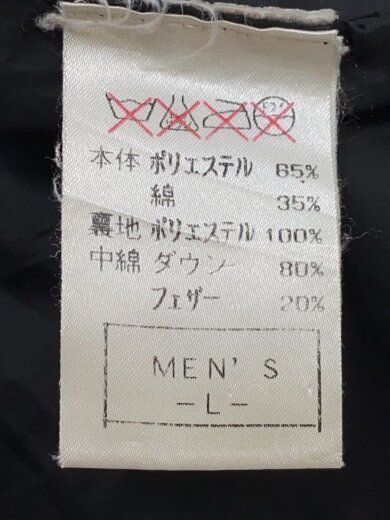 本体 ポリエステル 65%
綿 35%
裏地 ポリエステル 100%
中綿 ダウン 80%
フェザー 20%
MEN'S
-L-